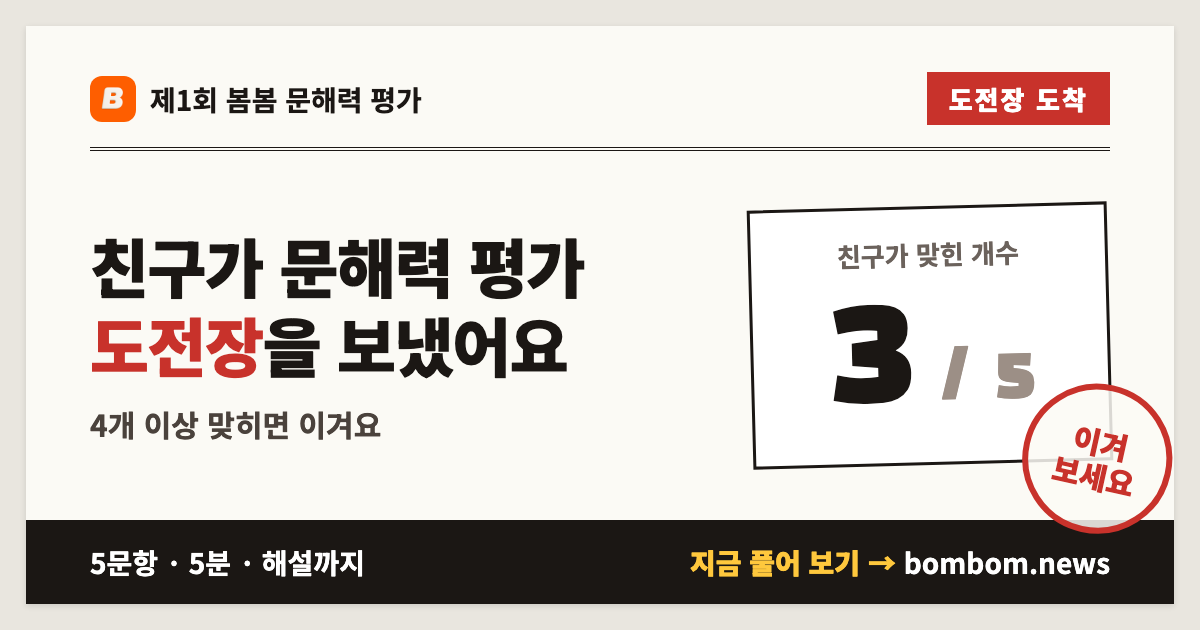 B 제1회 봄봄 문해력 평가
도전장 도착
친구가 문해력 평가
도전장을 보냈어요
4개 이상 맞히면 이겨요
친구가 맞힌 개수
3 / 5
이겨
보세요
5문항 · 5분 · 해설까지
지금 풀어 보기 → bombom.news